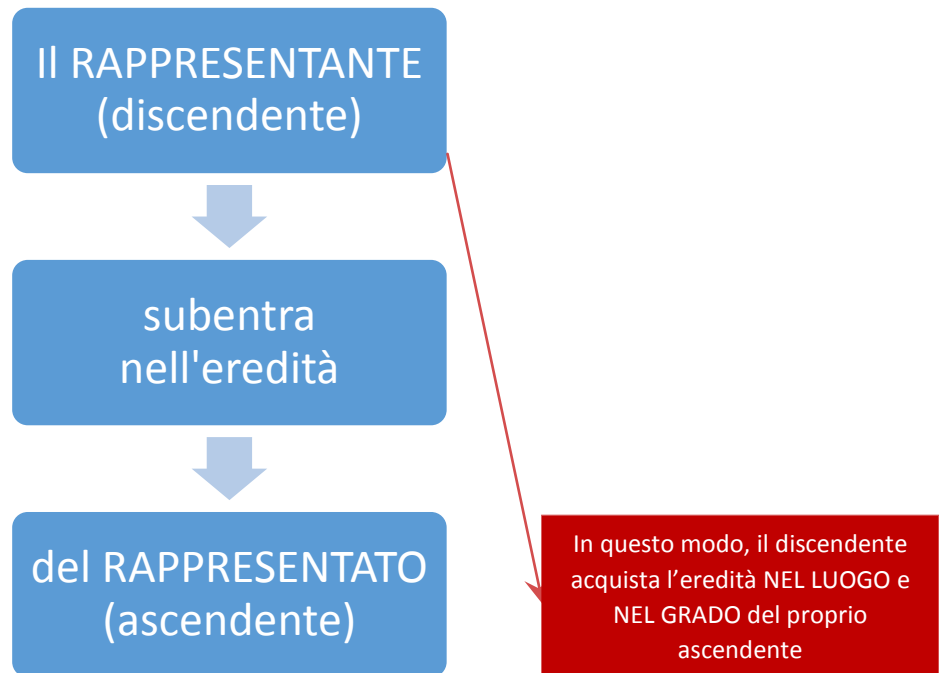 Il RAPPRESENTANTE
(discendente)
subentra
nell'eredità
del RAPPRESENTATO
(ascendente)
In questo modo, il discendente
acquista l’eredità NEL LUOGO e
NEL GRADO del proprio
ascendente